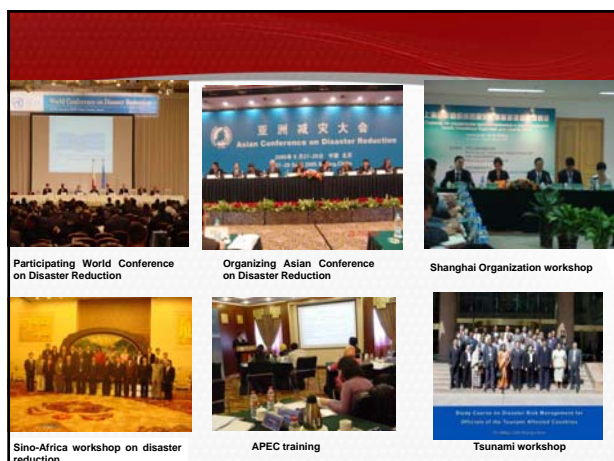 World Conference on Disaster Reduction
亚洲减灾大会
Asian Conference on Disaster Reduction
Participating World Conference
on Disaster Reduction
Organizing Asian Conference
on Disaster Reduction
Shanghai Organization workshop
Study Course on Disaster Risk Management for
Officials of the Tsunami Affected Countries
Sino-Africa workshop on disaster
reduction
APEC training
Tsunami workshop